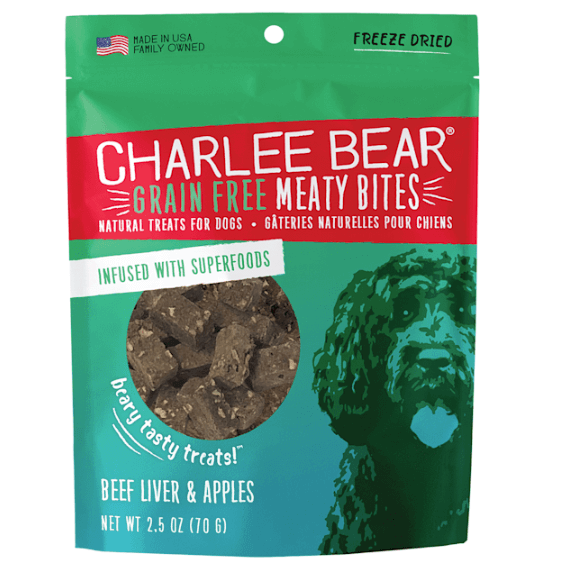 MADE IN USA
FAMILY OWNED
FREEZE DRIED
CHARLEE BEAR®
GRAIN FREE MEATY BITES
NATURAL TREATS FOR DOGS • GÂTERIES NATURELLES POUR CHIENS
INFUSED WITH SUPERFOODS
beary tasty treats!™
BEEF LIVER & APPLES
NET WT 2.5 OZ (70 G)